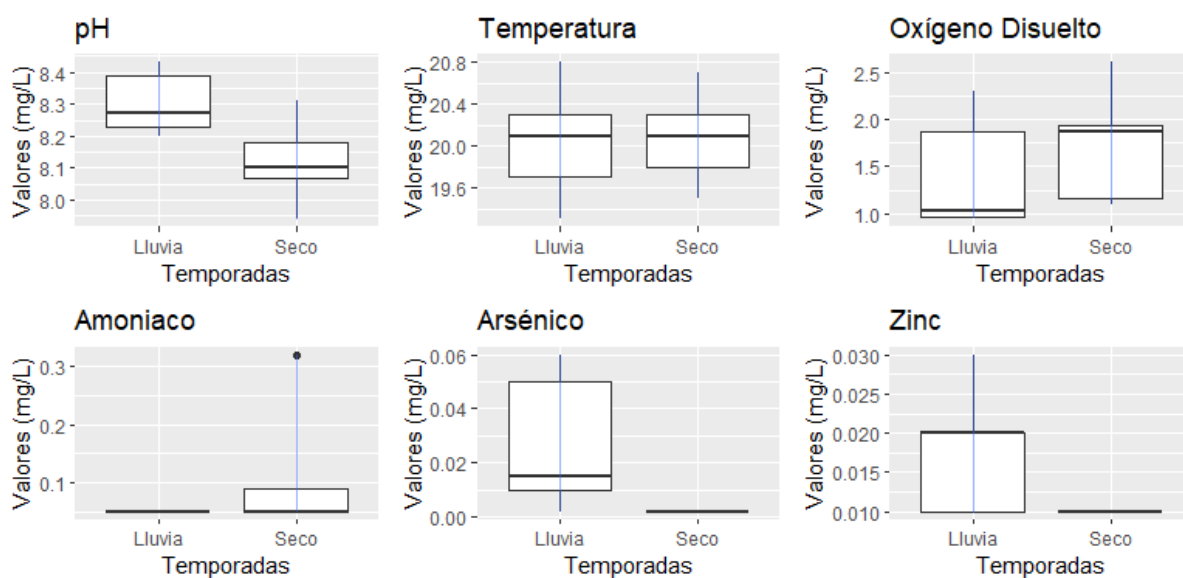 pH
Valores (mg/L)
8.4
8.3
8.2
8.1
8.0
Lluvia Seco
Temporadas
Temperatura
Valores (mg/L)
20.8
20.4
20.0
19.6
Lluvia Seco
Temporadas
Oxígeno Disuelto
Valores (mg/L)
2.5
2.0
1.5
1.0
Lluvia Seco
Temporadas
Amoniaco
Valores (mg/L)
0.3
0.2
0.1
Lluvia Seco
Temporadas
Arsénico
Valores (mg/L)
0.06
0.04
0.02
0.00
Lluvia Seco
Temporadas
Zinc
Valores (mg/L)
0.030
0.025
0.020
0.015
0.010
Lluvia Seco
Temporadas